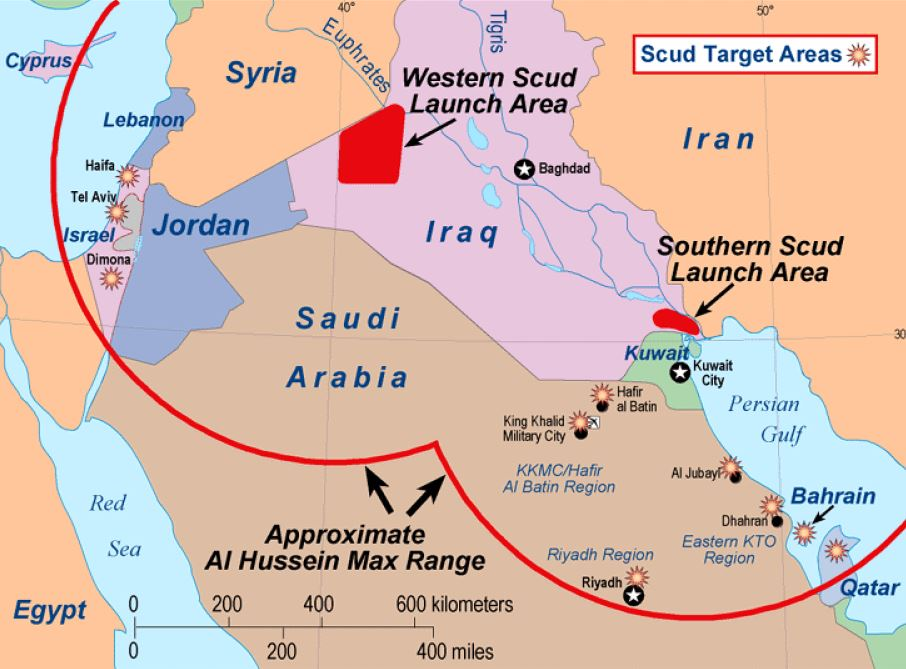 40°
50°
Cyprus
Syria
Euphrates
Tigris
Scud Target Areas
Western Scud
Launch Area
Lebanon
Iran
Haifa
Baghdad
Tel Aviv
Jordan
Israel
Iraq
Southern Scud
Launch Area
Dimona
Saudi
Arabia
30
Kuwait
Kuwait
City
Hafir
al Batin
Persian
Gulf
King Khalid
Military City
KKMC/Hafir
Al Batin Region
Al Jubayl
Red
Sea
Bahrain
Dhahran
Eastern KTO
Region
Approximate
Al Hussein Max Range
Riyadh Region
Riyadh
Qatar
Egypt
0 200 400 600 kilometers
0 200 400 miles